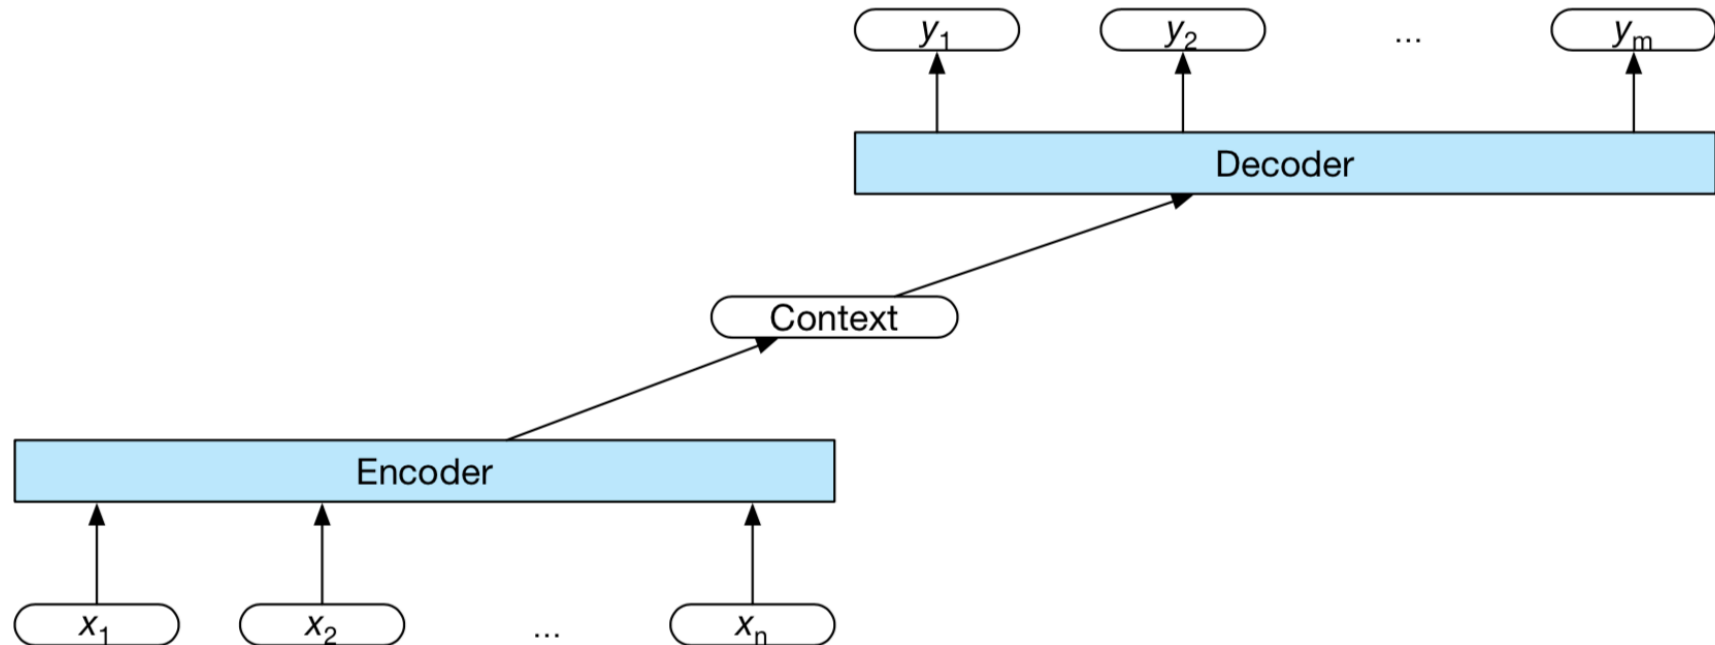 y₁ y₂ ... yₘ
Decoder
Context
Encoder
x₁ x₂ ... xₙ